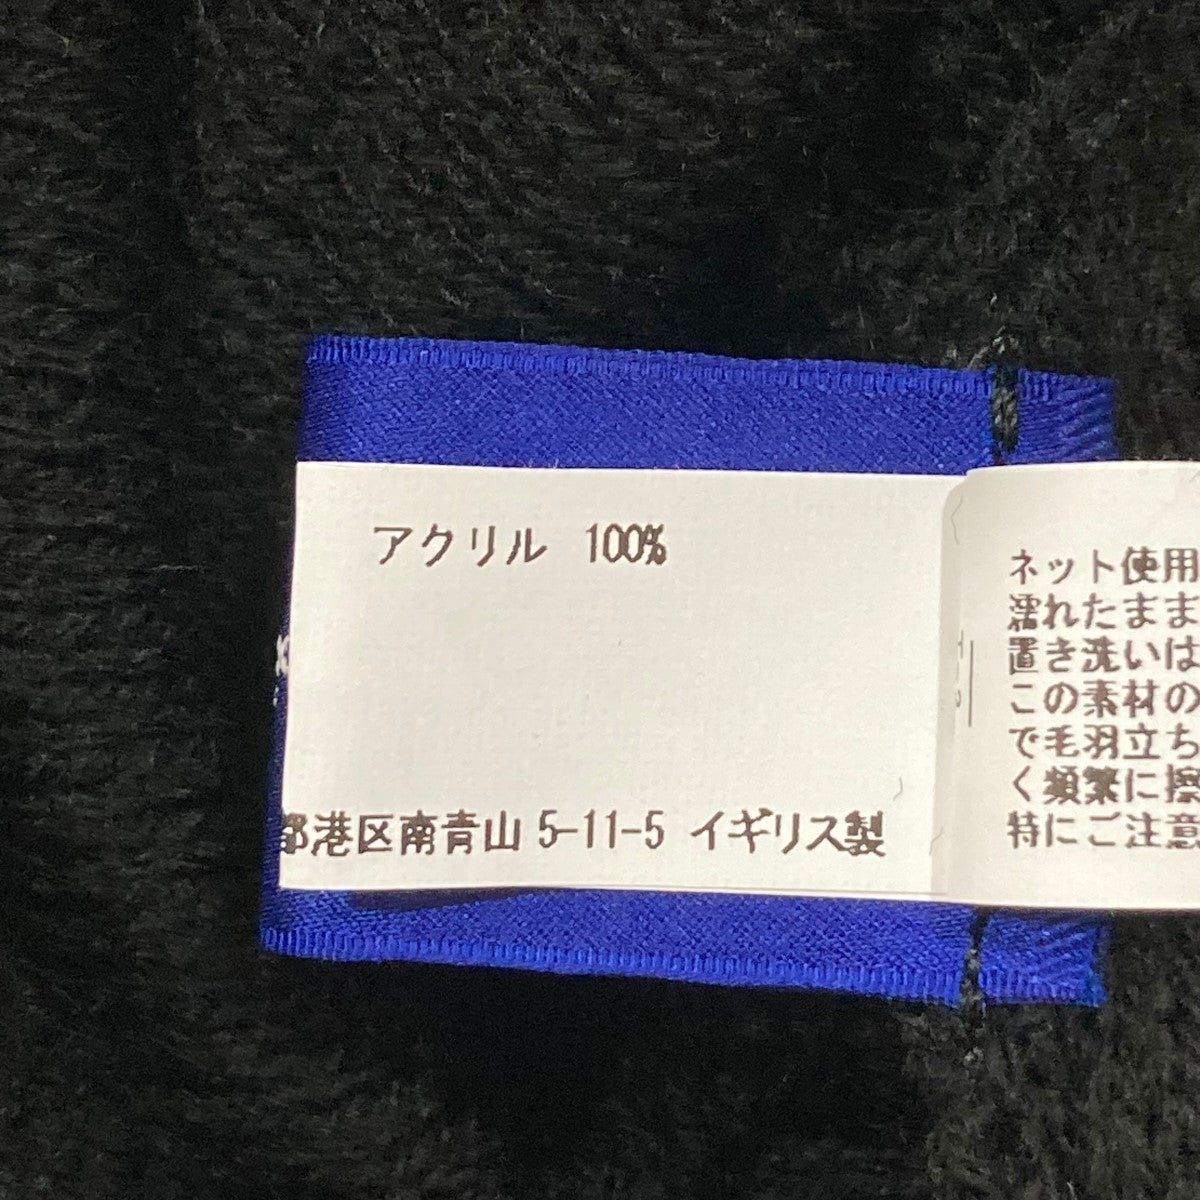 アクリル 100%
都港区南青山 5-11-5 イギリス製
ネット使用
濡れたまま
置き洗いは
この素材の
で毛羽立ち
く頻繁に擦
特にご注意